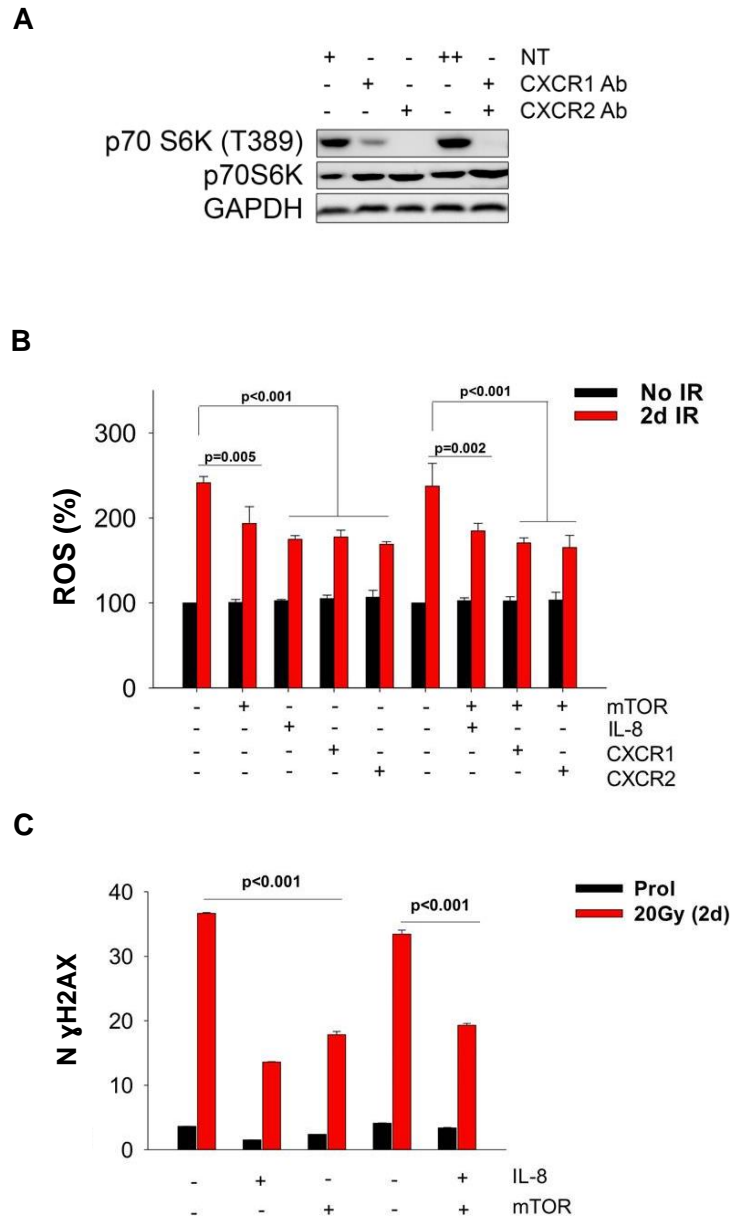 A
+ - - ++ - NT
- + - - + CXCR1 Ab
- - + - + CXCR2 Ab
p70 S6K (T389)
p70S6K
GAPDH
B
No IR
2d IR
p<0.001
p<0.001
p=0.005
p=0.002
ROS (%)
300
200
100
0
- + - - - - + + + mTOR
- - + - - - + - - IL-8
- - - + - - - + - CXCR1
- - - - + - - - + CXCR2
C
Prol
20Gy (2d)
p<0.001
p<0.001
N ɣH2AX
40
30
20
10
0
- + - - + IL-8
- - + - + mTOR